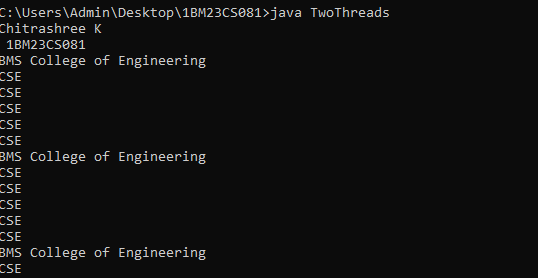 C:\Users\Admin\Desktop\1BM23CS081>java TwoThreads
Chitrashree K
 1BM23CS081
BMS College of Engineering
CSE
CSE
CSE
CSE
CSE
BMS College of Engineering
CSE
CSE
CSE
CSE
CSE
BMS College of Engineering
CSE